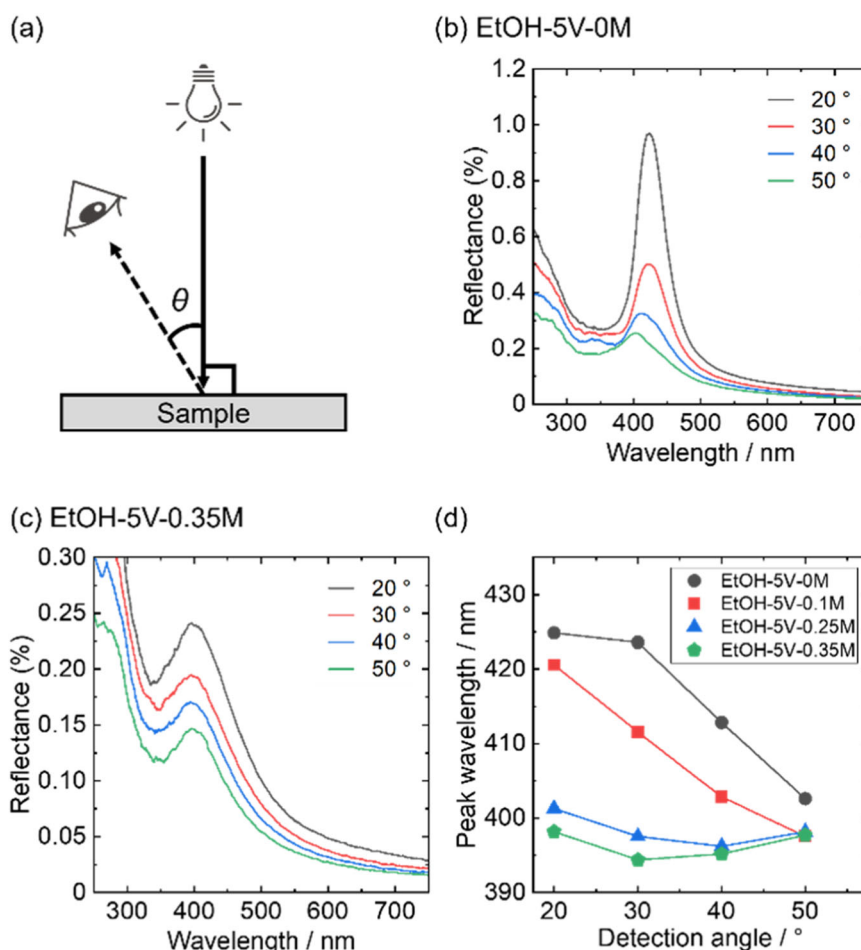 (a)
θ
Sample
(b) EtOH-5V-0M
1.2
1.0
0.8
0.6
0.4
0.2
0
Reflectance (%)
20 °
30 °
40 °
50 °
300 400 500 600 700
Wavelength / nm
(c) EtOH-5V-0.35M
0.30
0.25
0.20
0.15
0.10
0.05
0
Reflectance (%)
20 °
30 °
40 °
50 °
300 400 500 600 700
Wavelength / nm
(d)
435
430
420
410
400
390
Peak wavelength / nm
EtOH-5V-0M
EtOH-5V-0.1M
EtOH-5V-0.25M
EtOH-5V-0.35M
20 30 40 50
Detection angle / °